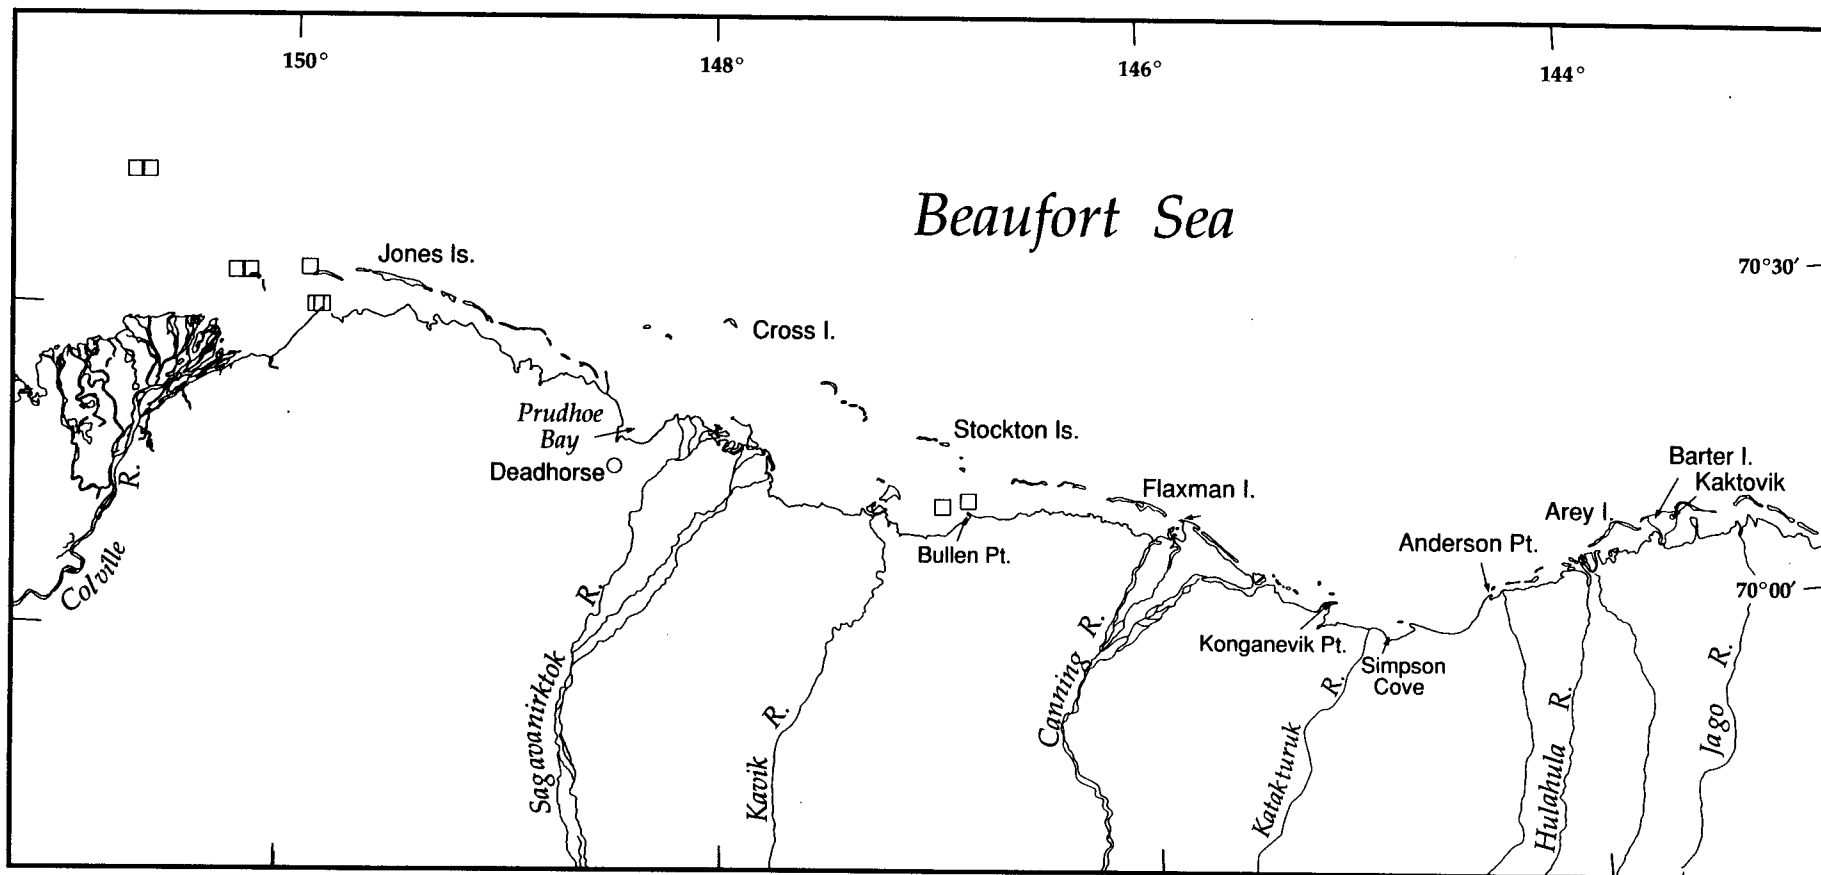 150°
148°
146°
144°
Beaufort Sea
Jones Is.
70°30′
Cross I.
Prudhoe
Bay
Deadhorse
Stockton Is.
Flaxman I.
Barter I.
Kaktovik
Arey I.
Anderson Pt.
Bullen Pt.
70°00′
Konganevik Pt.
Simpson
Cove
Colville R.
Sagavanirktok R.
Kavik R.
Canning R.
Katakturuk R.
Hulahula R.
Jago R.